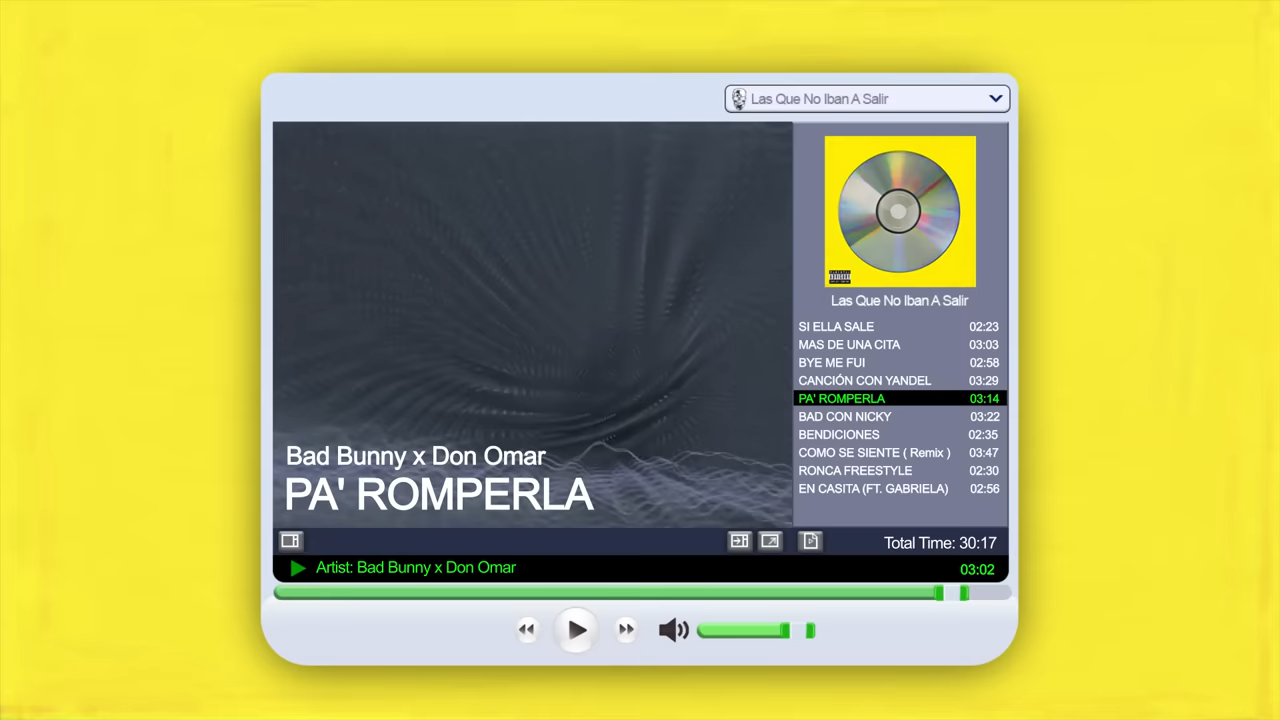 Las Que No Iban A Salir
Las Que No Iban A Salir
SI ELLA SALE 02:23
MAS DE UNA CITA 03:03
BYE ME FUI 02:58
CANCIÓN CON YANDEL 03:29
PA' ROMPERLA 03:14
BAD CON NICKY 03:22
BENDICIONES 02:35
COMO SE SIENTE ( Remix ) 03:47
RONCA FREESTYLE 02:30
EN CASITA (FT. GABRIELA) 02:56
Bad Bunny x Don Omar
PA' ROMPERLA
Total Time: 30:17
Artist: Bad Bunny x Don Omar 03:02